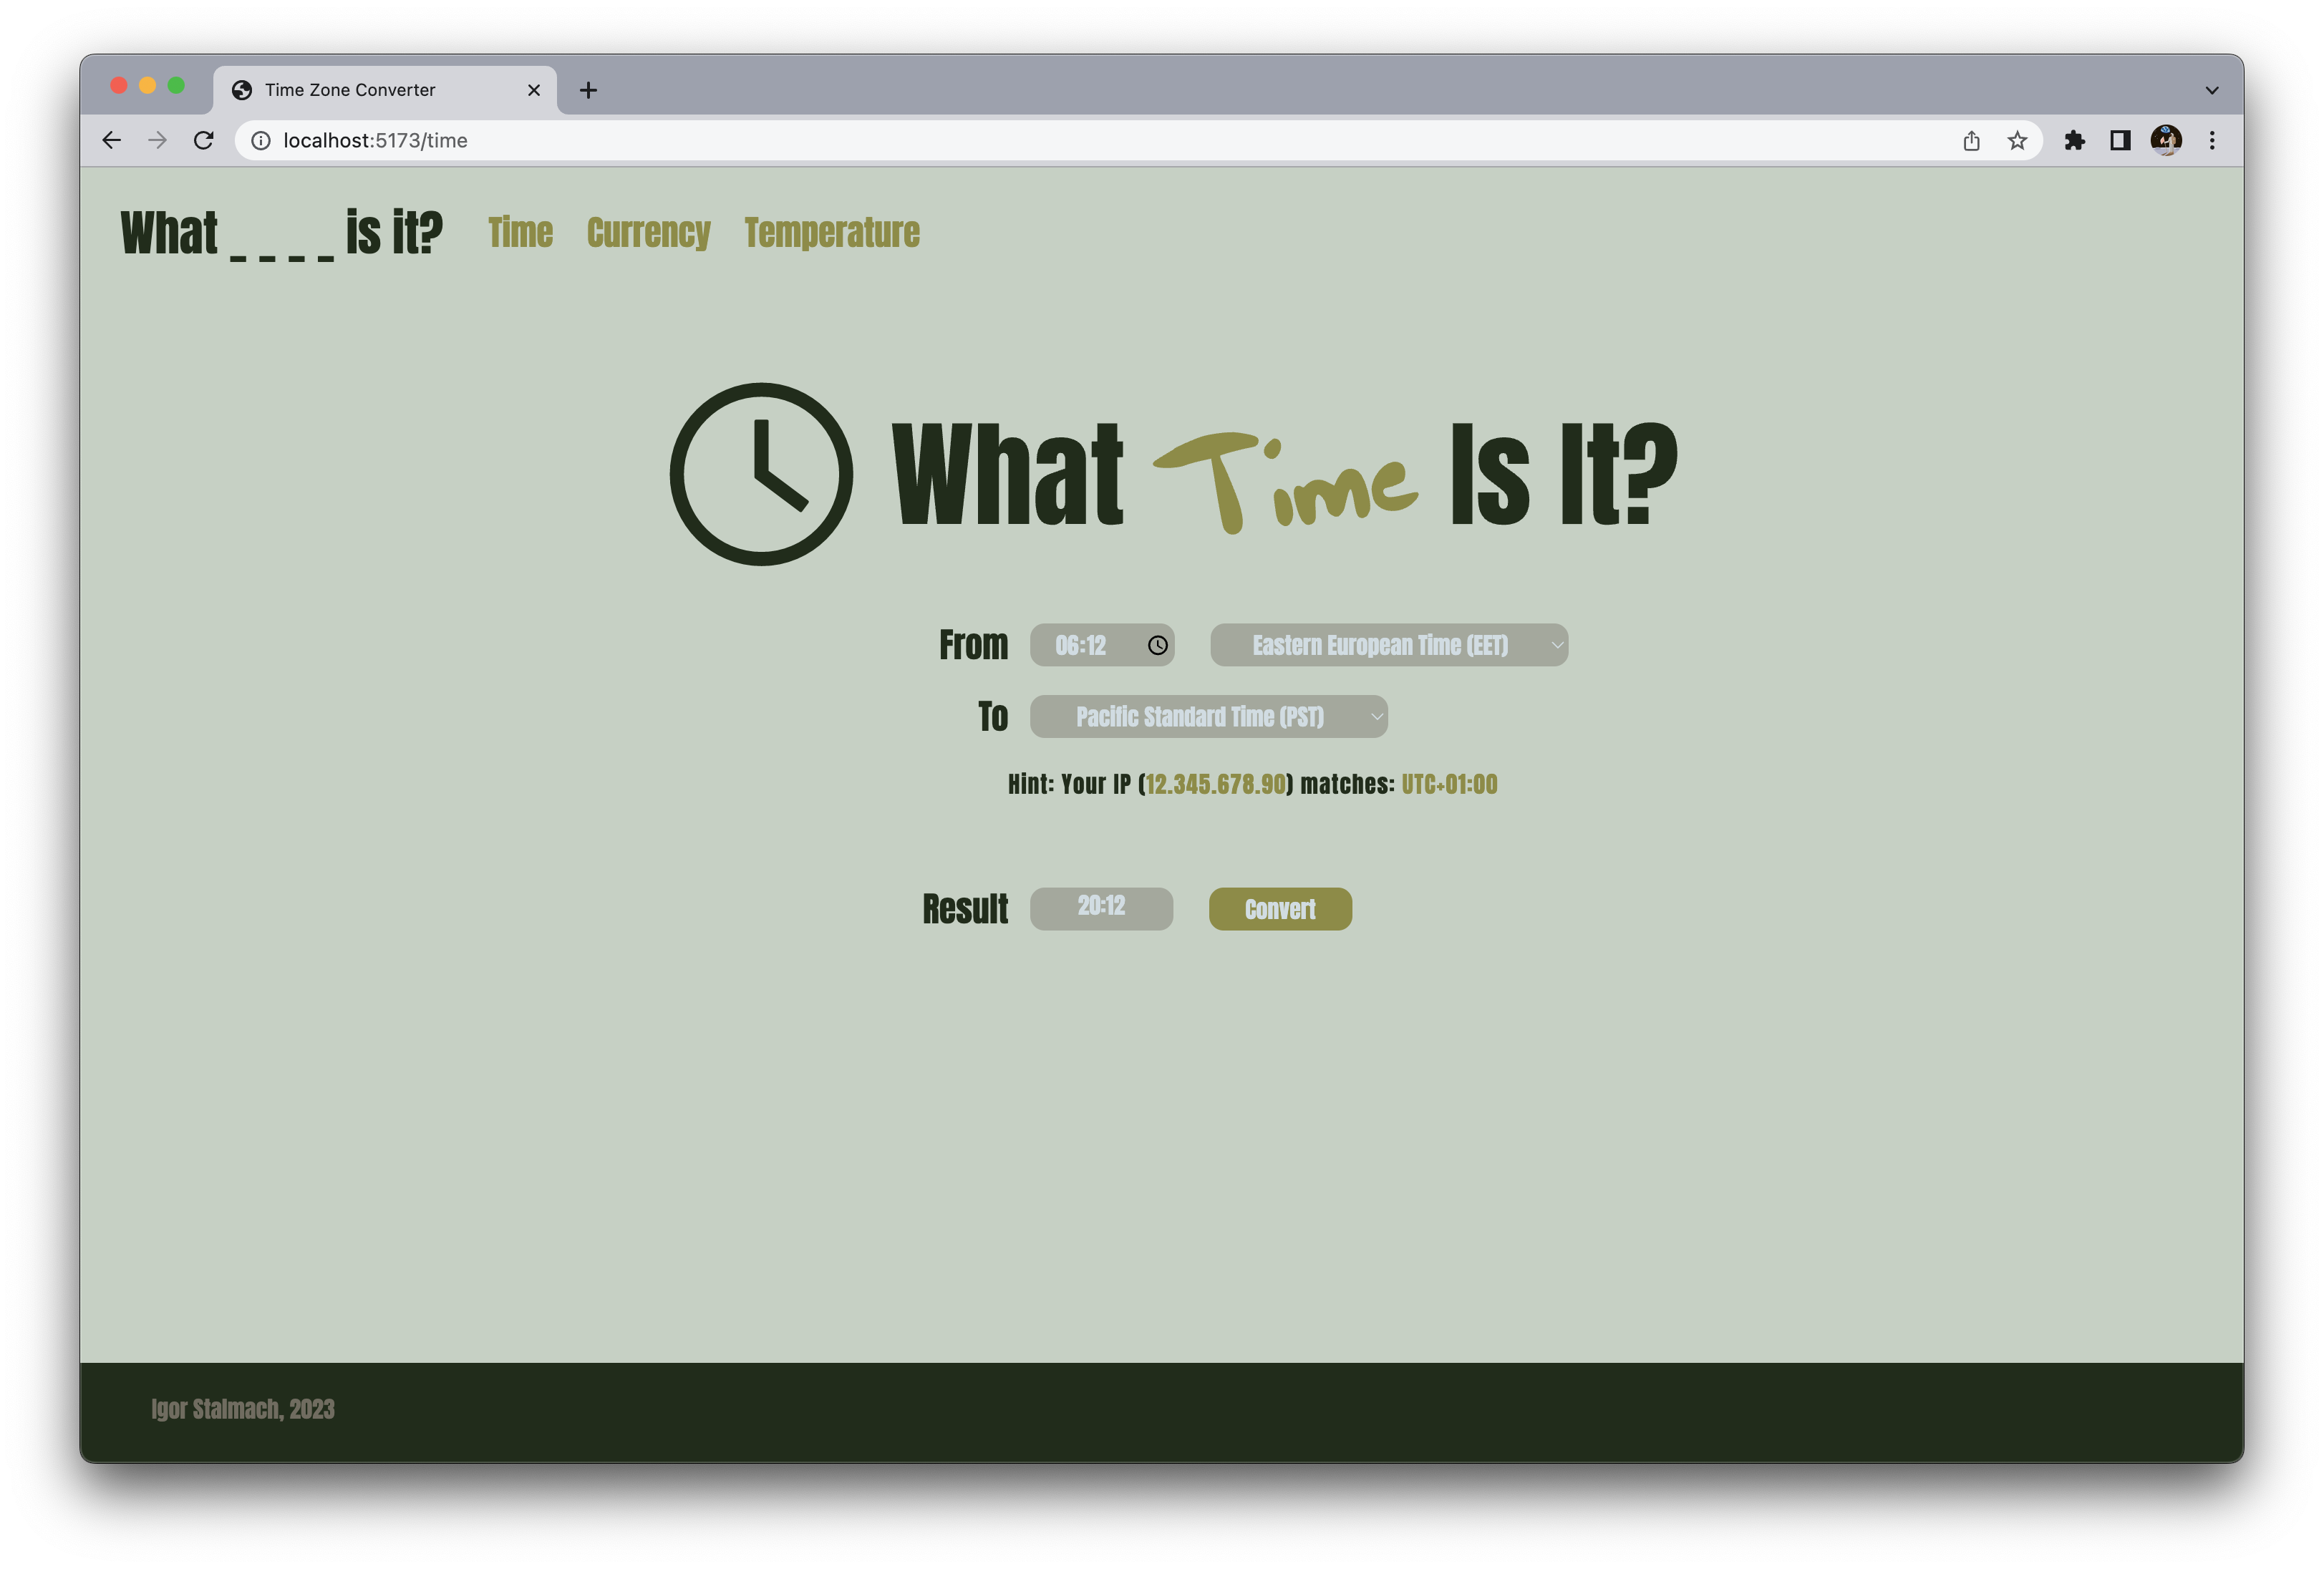 Time Zone Converter
localhost:5173/time
What _ _ _ _ is it? Time Currency Temperature
What Time Is It?
From 06:12 Eastern European Time (EET)
To Pacific Standard Time (PST)
Hint: Your IP (12.345.678.90) matches: UTC+01:00
Result 20:12 Convert
Igor Stalmach, 2023